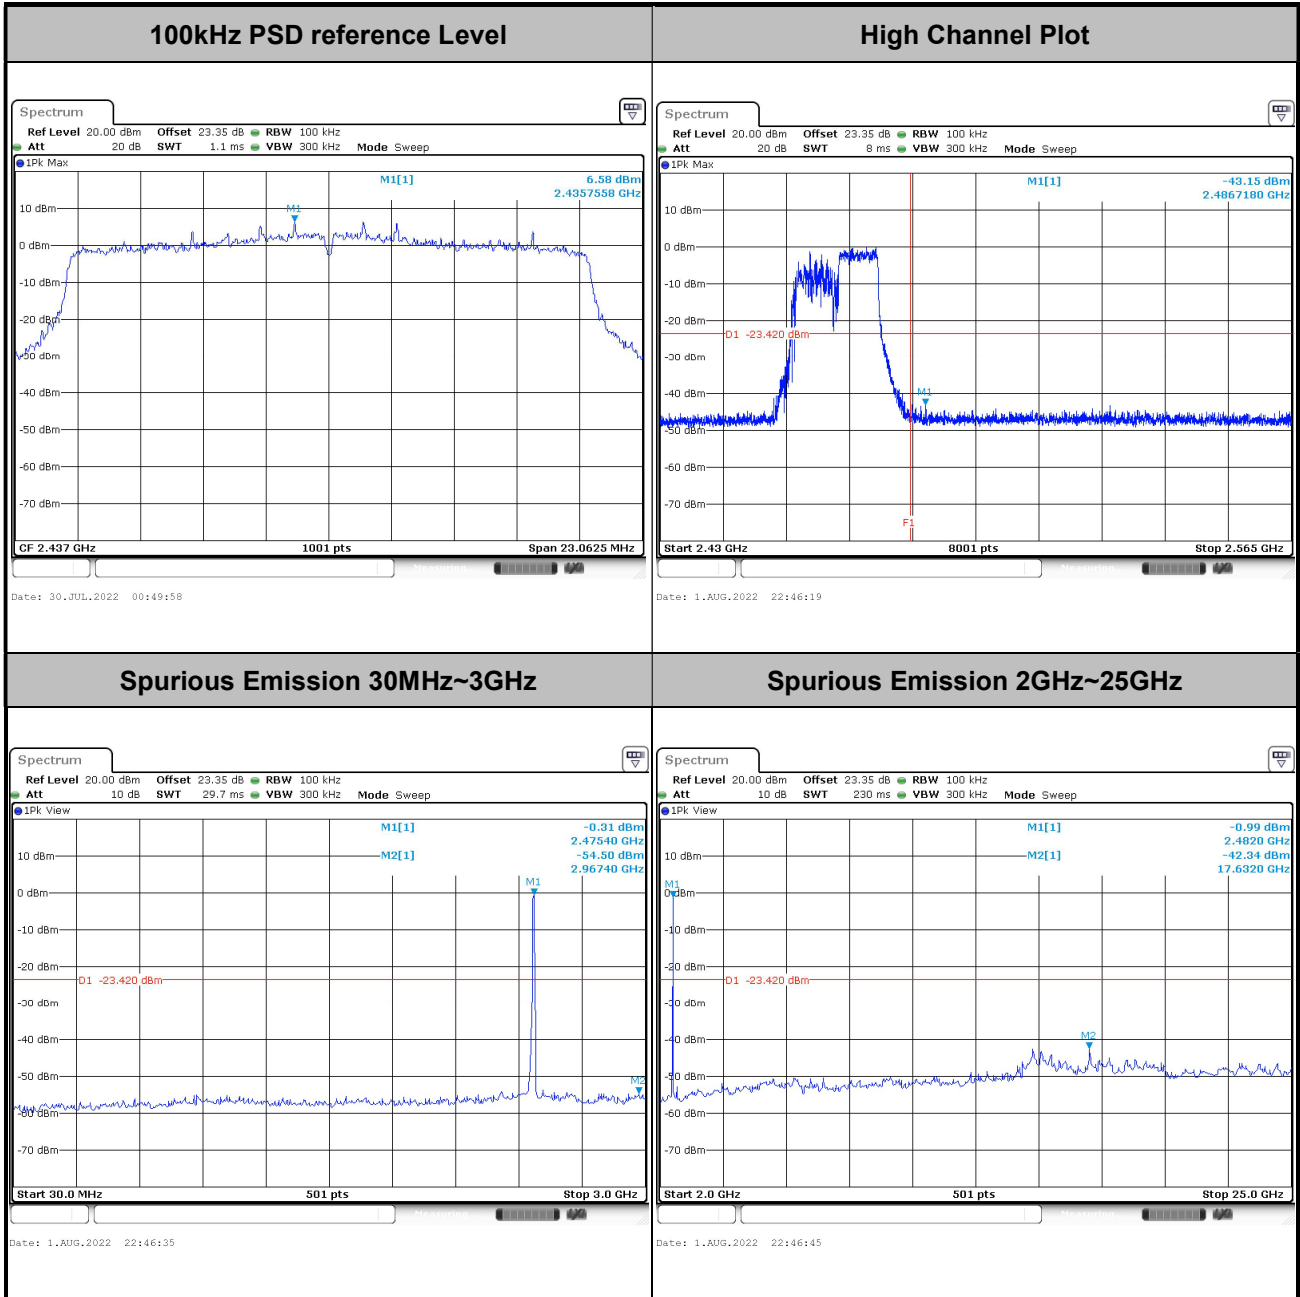 100kHz PSD reference Level
High Channel Plot
Spectrum
Ref Level 20.00 dBm Offset 23.35 dB RBW 100 kHz
Att 20 dB SWT 1.1 ms VBW 300 kHz Mode Sweep
1Pk Max
M1[1] 6.58 dBm
2.4357558 GHz
10 dBm
M1
0 dBm
-10 dBm
-20 dBm
-30 dBm
-40 dBm
-50 dBm
-60 dBm
-70 dBm
CF 2.437 GHz 1001 pts Span 23.0625 MHz
Measuring
Date: 30.JUL.2022 00:49:58
Spectrum
Ref Level 20.00 dBm Offset 23.35 dB RBW 100 kHz
Att 20 dB SWT 8 ms VBW 300 kHz Mode Sweep
1Pk Max
M1[1] -43.15 dBm
2.4867180 GHz
10 dBm
0 dBm
-10 dBm
-20 dBm
D1 -23.420 dBm
-30 dBm
-40 dBm
M1
-50 dBm
-60 dBm
-70 dBm
F1
Start 2.43 GHz 8001 pts Stop 2.565 GHz
Measuring
Date: 1.AUG.2022 22:46:19
Spurious Emission 30MHz~3GHz
Spurious Emission 2GHz~25GHz
Spectrum
Ref Level 20.00 dBm Offset 23.35 dB RBW 100 kHz
Att 10 dB SWT 29.7 ms VBW 300 kHz Mode Sweep
1Pk View
M1[1] -0.31 dBm
2.47540 GHz
10 dBm
M2[1] -54.50 dBm
2.96740 GHz
M1
0 dBm
-10 dBm
-20 dBm
D1 -23.420 dBm
-30 dBm
-40 dBm
-50 dBm
M2
-60 dBm
-70 dBm
Start 30.0 MHz 501 pts Stop 3.0 GHz
Measuring
Date: 1.AUG.2022 22:46:35
Spectrum
Ref Level 20.00 dBm Offset 23.35 dB RBW 100 kHz
Att 10 dB SWT 230 ms VBW 300 kHz Mode Sweep
1Pk View
M1[1] -0.99 dBm
2.4820 GHz
10 dBm
M2[1] -42.34 dBm
17.6320 GHz
M1
0 dBm
-10 dBm
-20 dBm
D1 -23.420 dBm
-30 dBm
-40 dBm
M2
-50 dBm
-60 dBm
-70 dBm
Start 2.0 GHz 501 pts Stop 25.0 GHz
Measuring
Date: 1.AUG.2022 22:46:45